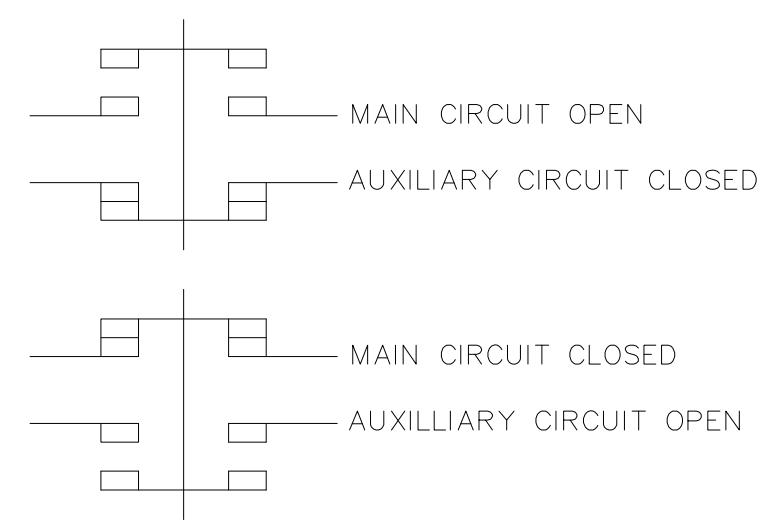 MAIN CIRCUIT OPEN
AUXILIARY CIRCUIT CLOSED
MAIN CIRCUIT CLOSED
AUXILLIARY CIRCUIT OPEN